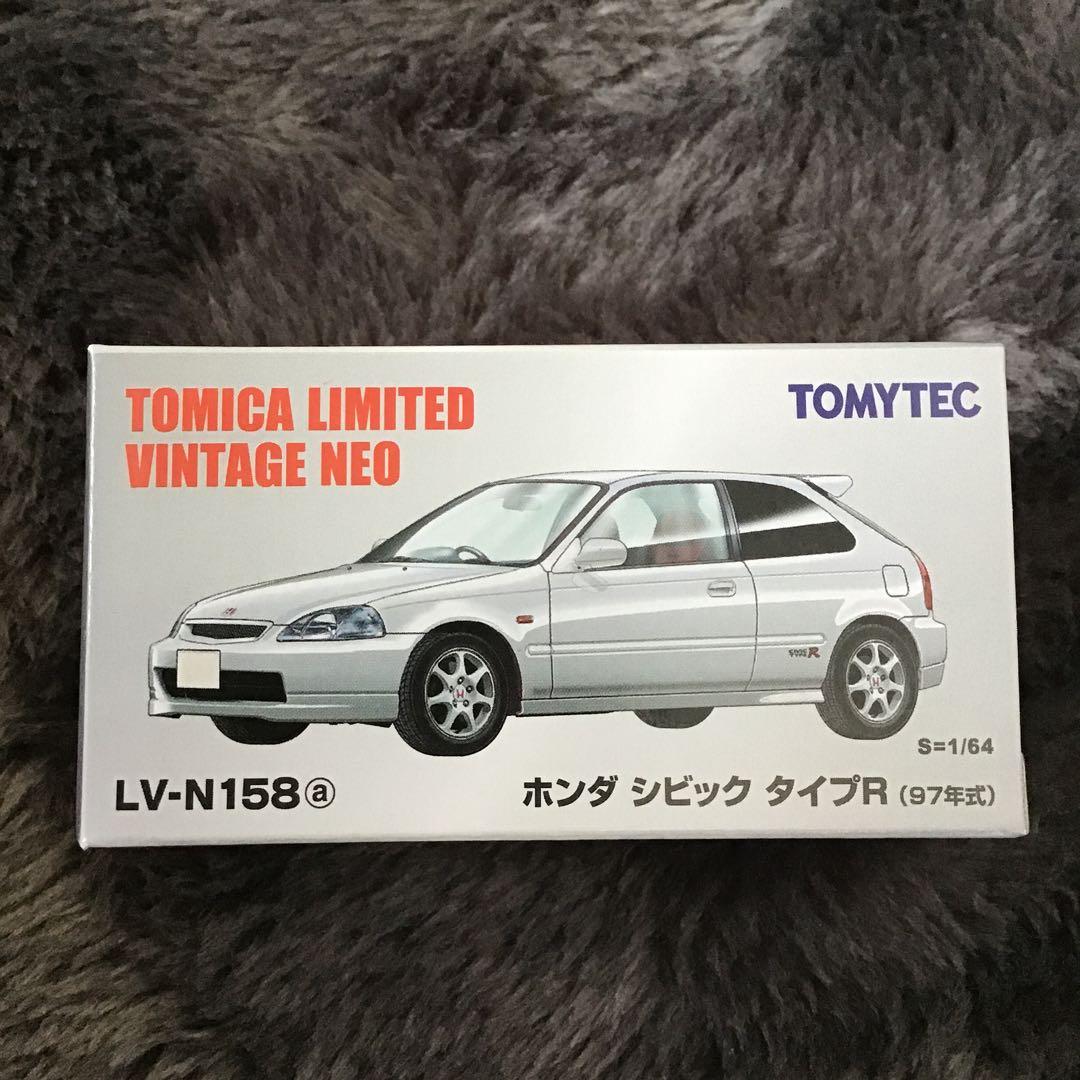 TOMICA LIMITED
VINTAGE NEO
TOMYTEC
R
S=1/64
LV-N158ⓐ
ホンダ シビック タイプR (97年式)